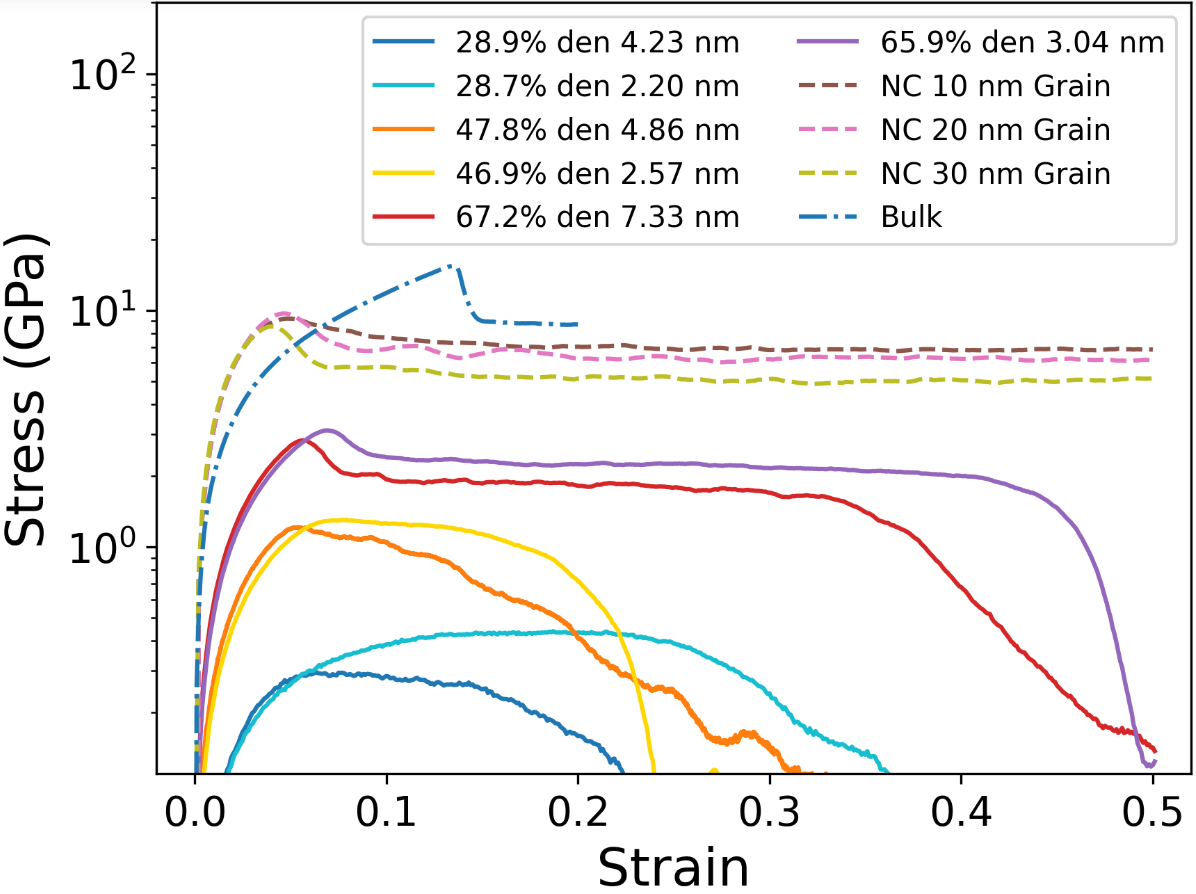 28.9% den 4.23 nm
28.7% den 2.20 nm
47.8% den 4.86 nm
46.9% den 2.57 nm
67.2% den 7.33 nm
65.9% den 3.04 nm
NC 10 nm Grain
NC 20 nm Grain
NC 30 nm Grain
Bulk
10²
10¹
10⁰
Stress (GPa)
0.0 0.1 0.2 0.3 0.4 0.5
Strain